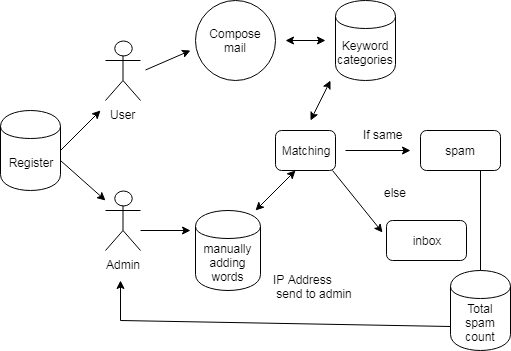 Compose
mail
Keyword
categories
User
Register
Matching
If same
spam
else
Admin
manually
adding
words
inbox
IP Address
send to admin
Total
spam
count